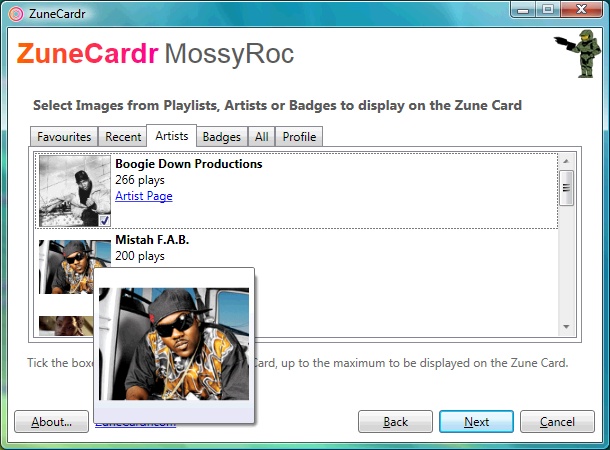 ZuneCardr
ZuneCardr MossyRoc
Select Images from Playlists, Artists or Badges to display on the Zune Card
Favourites Recent Artists Badges All Profile
Boogie Down Productions
266 plays
Artist Page
Mistah F.A.B.
200 plays
Tick the boxe Card, up to the maximum to be displayed on the Zune Card.
About... ZuneCardr.com Back Next Cancel